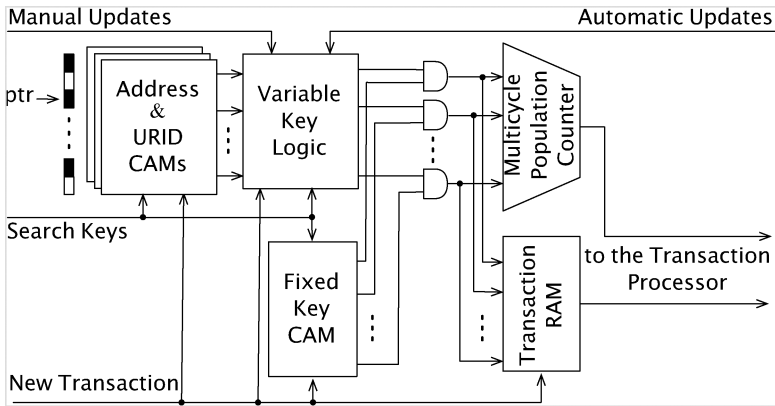 Manual Updates
Automatic Updates
ptr
Address
&
URID
CAMs
Variable
Key
Logic
Multicycle
Population
Counter
Search Keys
Fixed
Key
CAM
Transaction
RAM
to the Transaction
Processor
New Transaction